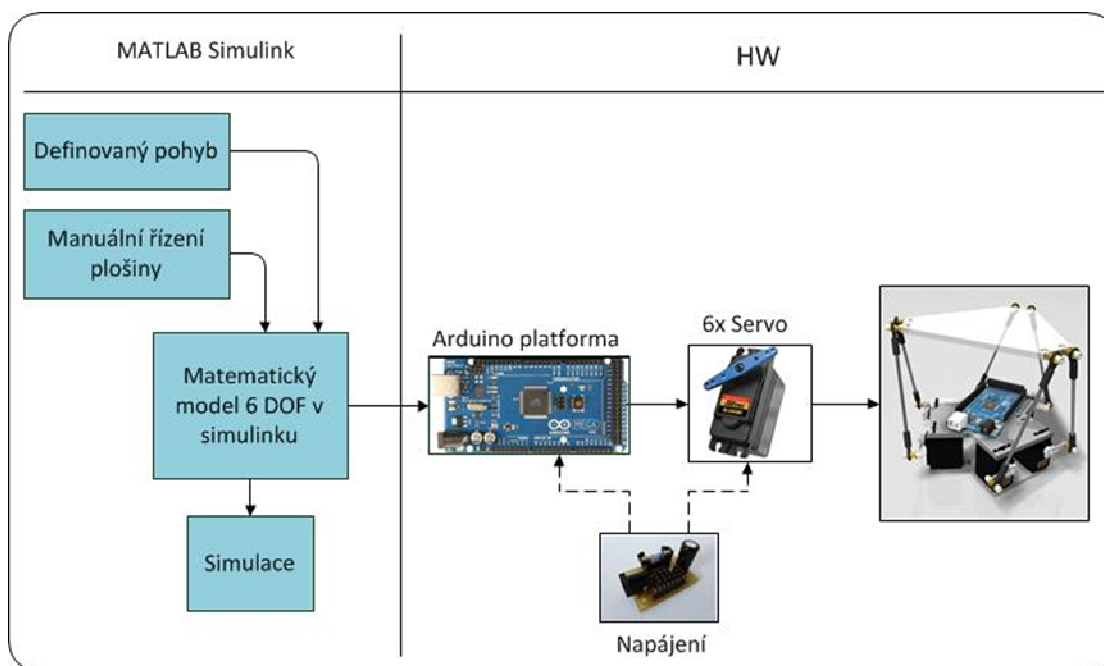 MATLAB Simulink
HW
Definovaný pohyb
Manuální řízení
plošiny
Matematický
model 6 DOF v
simulinku
Simulace
Arduino platforma
6x Servo
Napájení